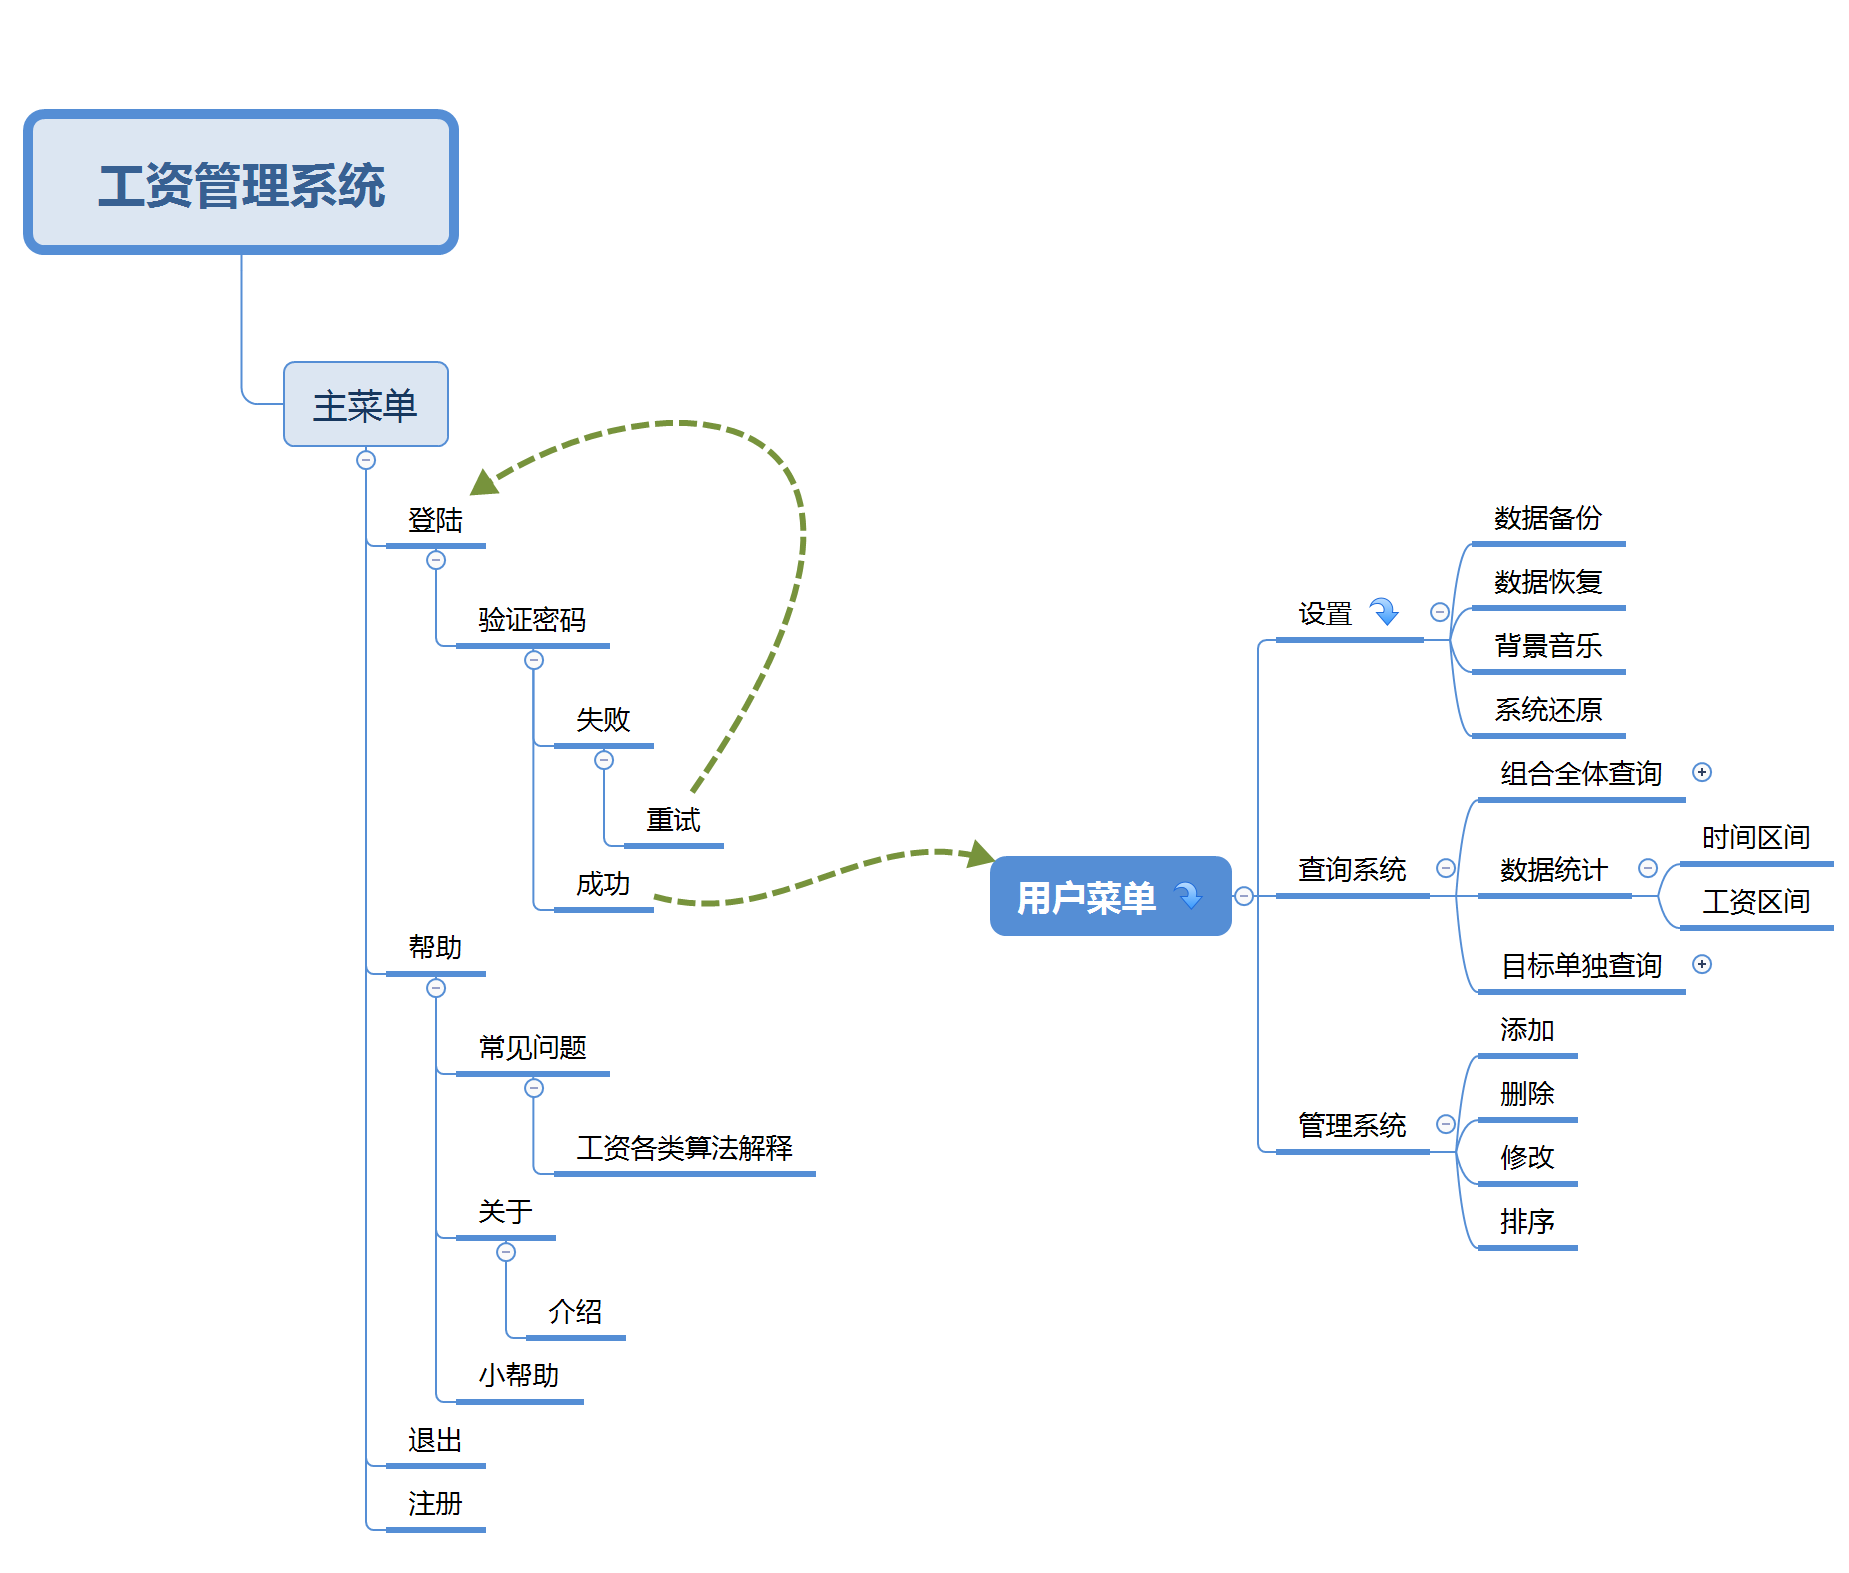 工资管理系统
主菜单
登陆
验证密码
失败
重试
成功
帮助
常见问题
工资各类算法解释
关于
介绍
小帮助
退出
注册
用户菜单
设置
数据备份
数据恢复
背景音乐
系统还原
查询系统
组合全体查询
数据统计
时间区间
工资区间
目标单独查询
管理系统
添加
删除
修改
排序